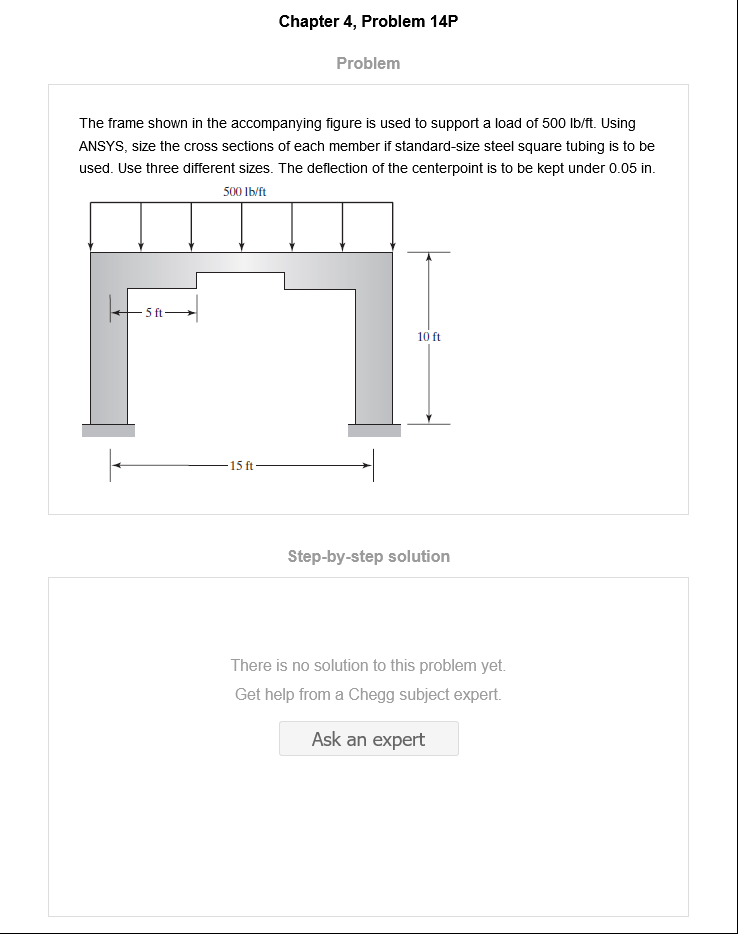 Chapter 4, Problem 14P
Problem
The frame shown in the accompanying figure is used to support a load of 500 lb/ft. Using
ANSYS, size the cross sections of each member if standard-size steel square tubing is to be
used. Use three different sizes. The deflection of the centerpoint is to be kept under 0.05 in.
500 lb/ft
5 ft
10 ft
15 ft
Step-by-step solution
There is no solution to this problem yet.
Get help from a Chegg subject expert.
Ask an expert